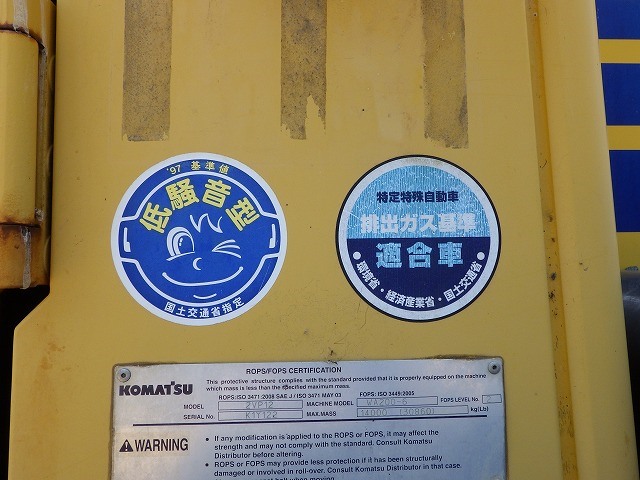 '97 基準値
低騒音型
国土交通省指定
特定特殊自動車
排出ガス基準
適合車
・環境省・経済産業省・国土交通省・
ROPS/FOPS CERTIFICATION
KOMATSU
This protective structure complies with the standard provided that it is properly equipped on the machine
which mass is less than the specified maximum mass.
ROPS: ISO 3471:2008 SAE J / ISO 3471 MAY 03 FOPS: ISO 3449:2005
MODEL 2VP12 MACHINE MODEL WA200-6 FOPS LEVEL No. 2
SERIAL No. MAX.MASS 14000 (30860) kg(Lb)
WARNING
• If any modification is applied to the ROPS or FOPS, it may affect the
strength and may not comply with the standard. Consult Komatsu
Distributor before altering.
• ROPS or FOPS may provide less protection if it has been structurally
damaged or involved in roll-over. Consult Komatsu Distributor in that case.